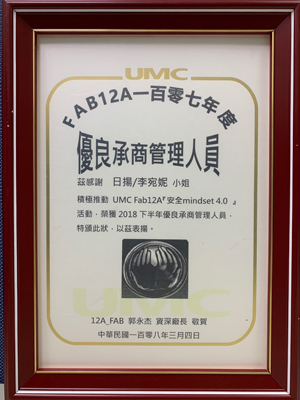 UMC
FAB12A一百零七年度
優良承商管理人員
茲感謝 日揚/李宛妮 小姐
積極推動 UMC Fab12A『安全mindset 4.0 』
活動，榮獲 2018 下半年優良承商管理人員，
特頒此狀，以茲表揚。
UMC
12A_FAB 郭永杰 資深廠長 敬賀
中華民國一百零八年三月四日